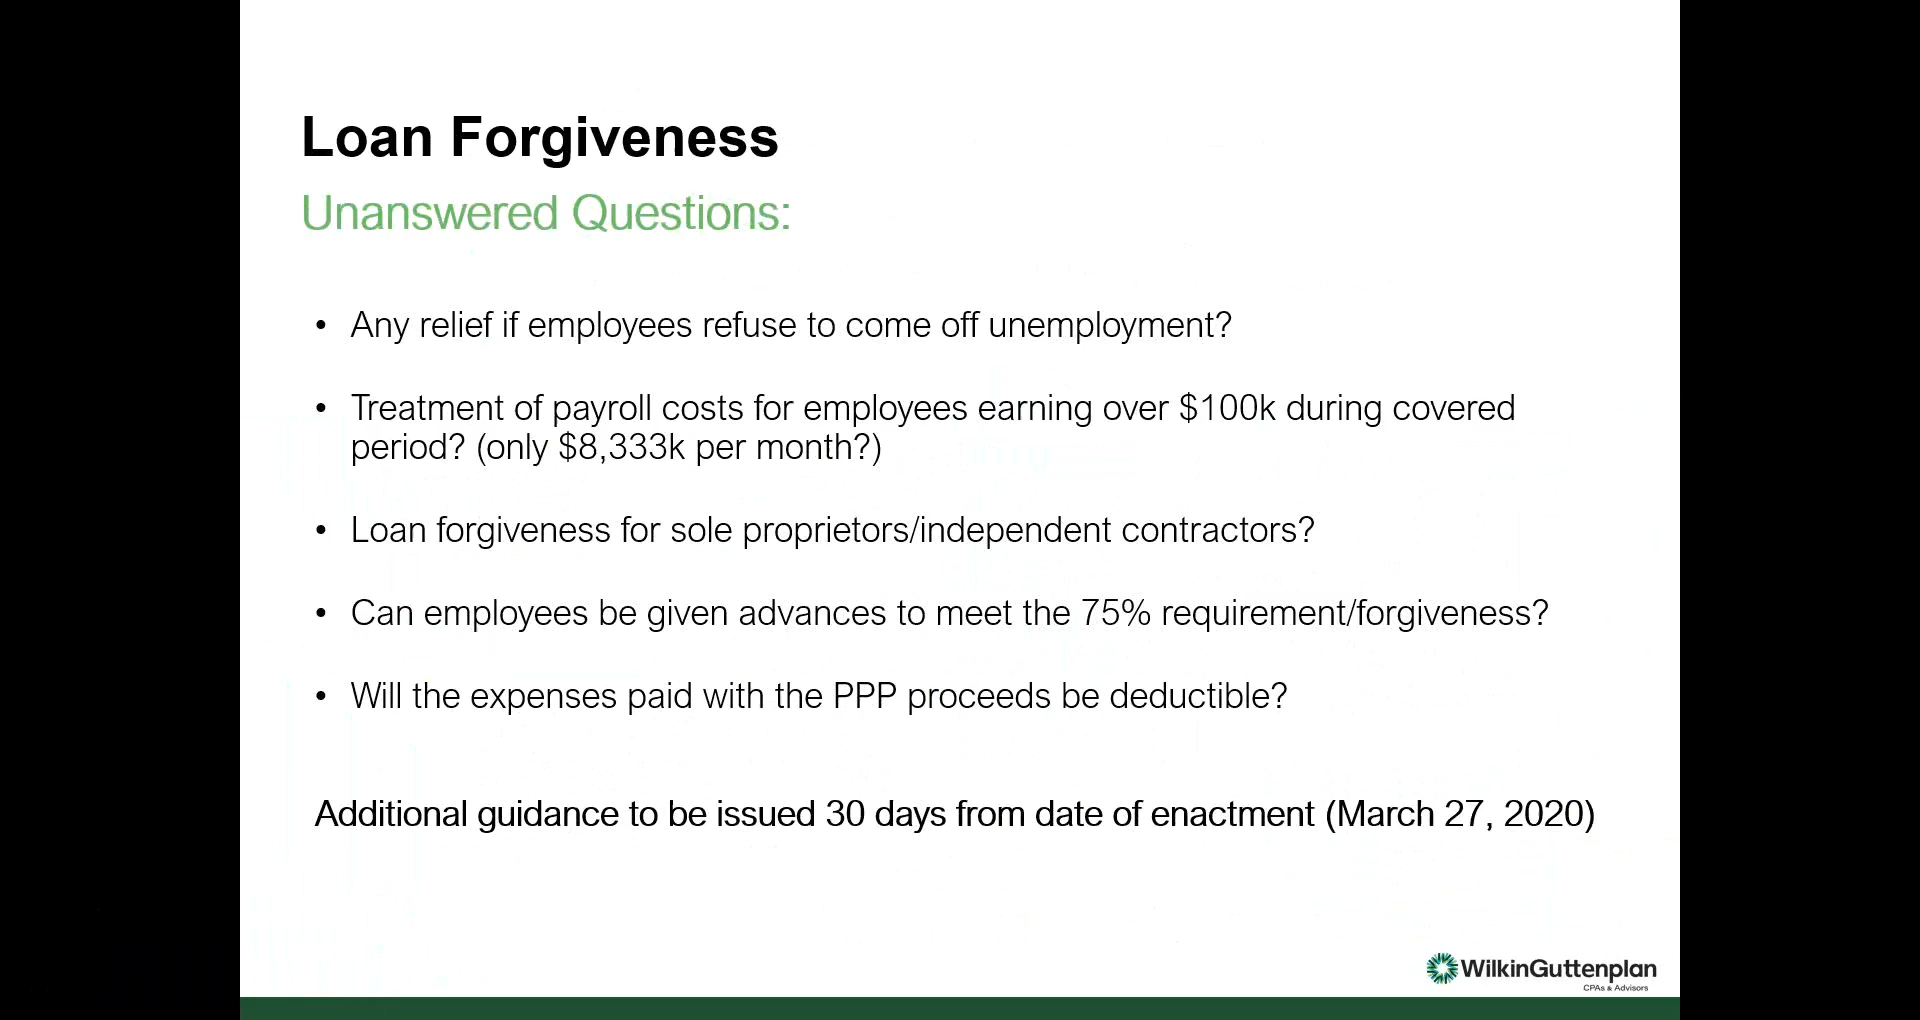 Loan Forgiveness
Unanswered Questions:
• Any relief if employees refuse to come off unemployment?
• Treatment of payroll costs for employees earning over $100k during covered
period? (only $8,333k per month?)
• Loan forgiveness for sole proprietors/independent contractors?
• Can employees be given advances to meet the 75% requirement/forgiveness?
• Will the expenses paid with the PPP proceeds be deductible?
Additional guidance to be issued 30 days from date of enactment (March 27, 2020)
WilkinGuttenplan
CPAs & Advisors